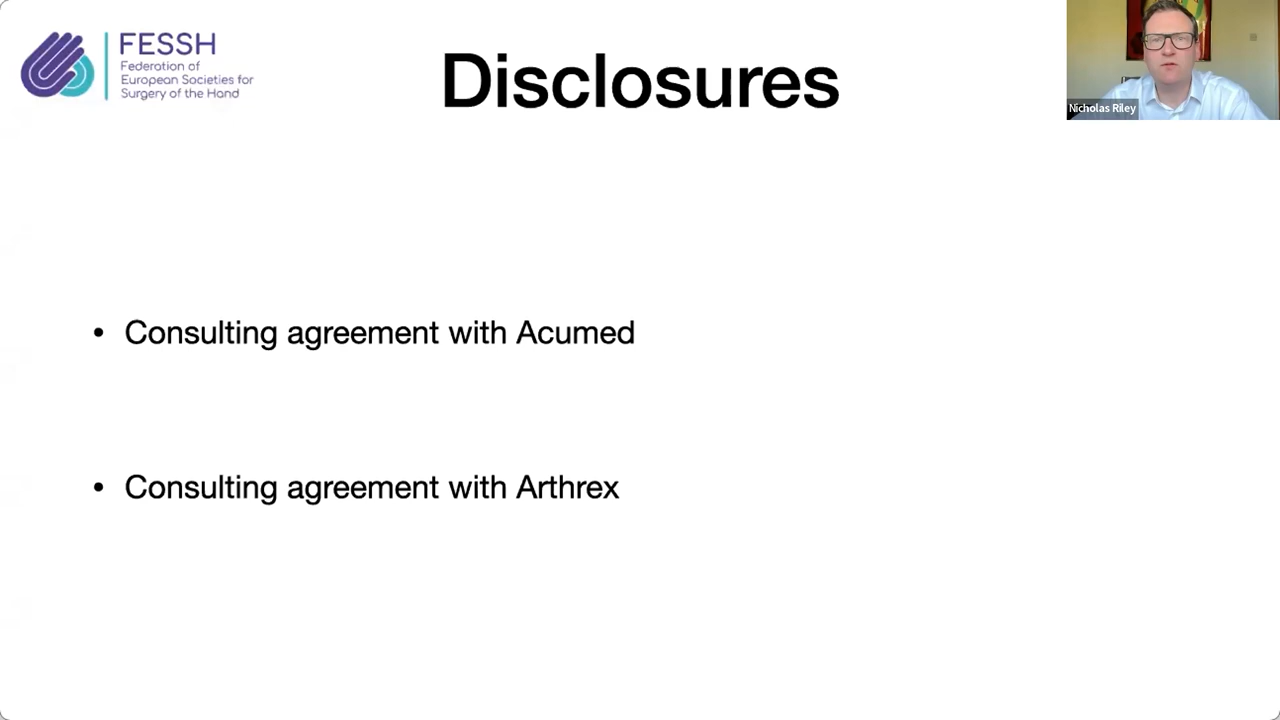 FESSH
Federation of
European Societies for
Surgery of the Hand
Disclosures
Nicholas Riley
• Consulting agreement with Acumed
• Consulting agreement with Arthrex